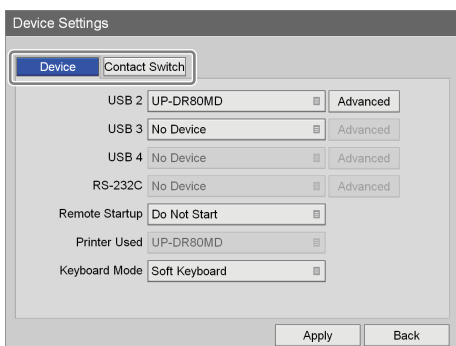 Device Settings
Device Contact Switch
USB 2 UP-DR80MD Advanced
USB 3 No Device Advanced
USB 4 No Device Advanced
RS-232C No Device Advanced
Remote Startup Do Not Start
Printer Used UP-DR80MD
Keyboard Mode Soft Keyboard
Apply Back